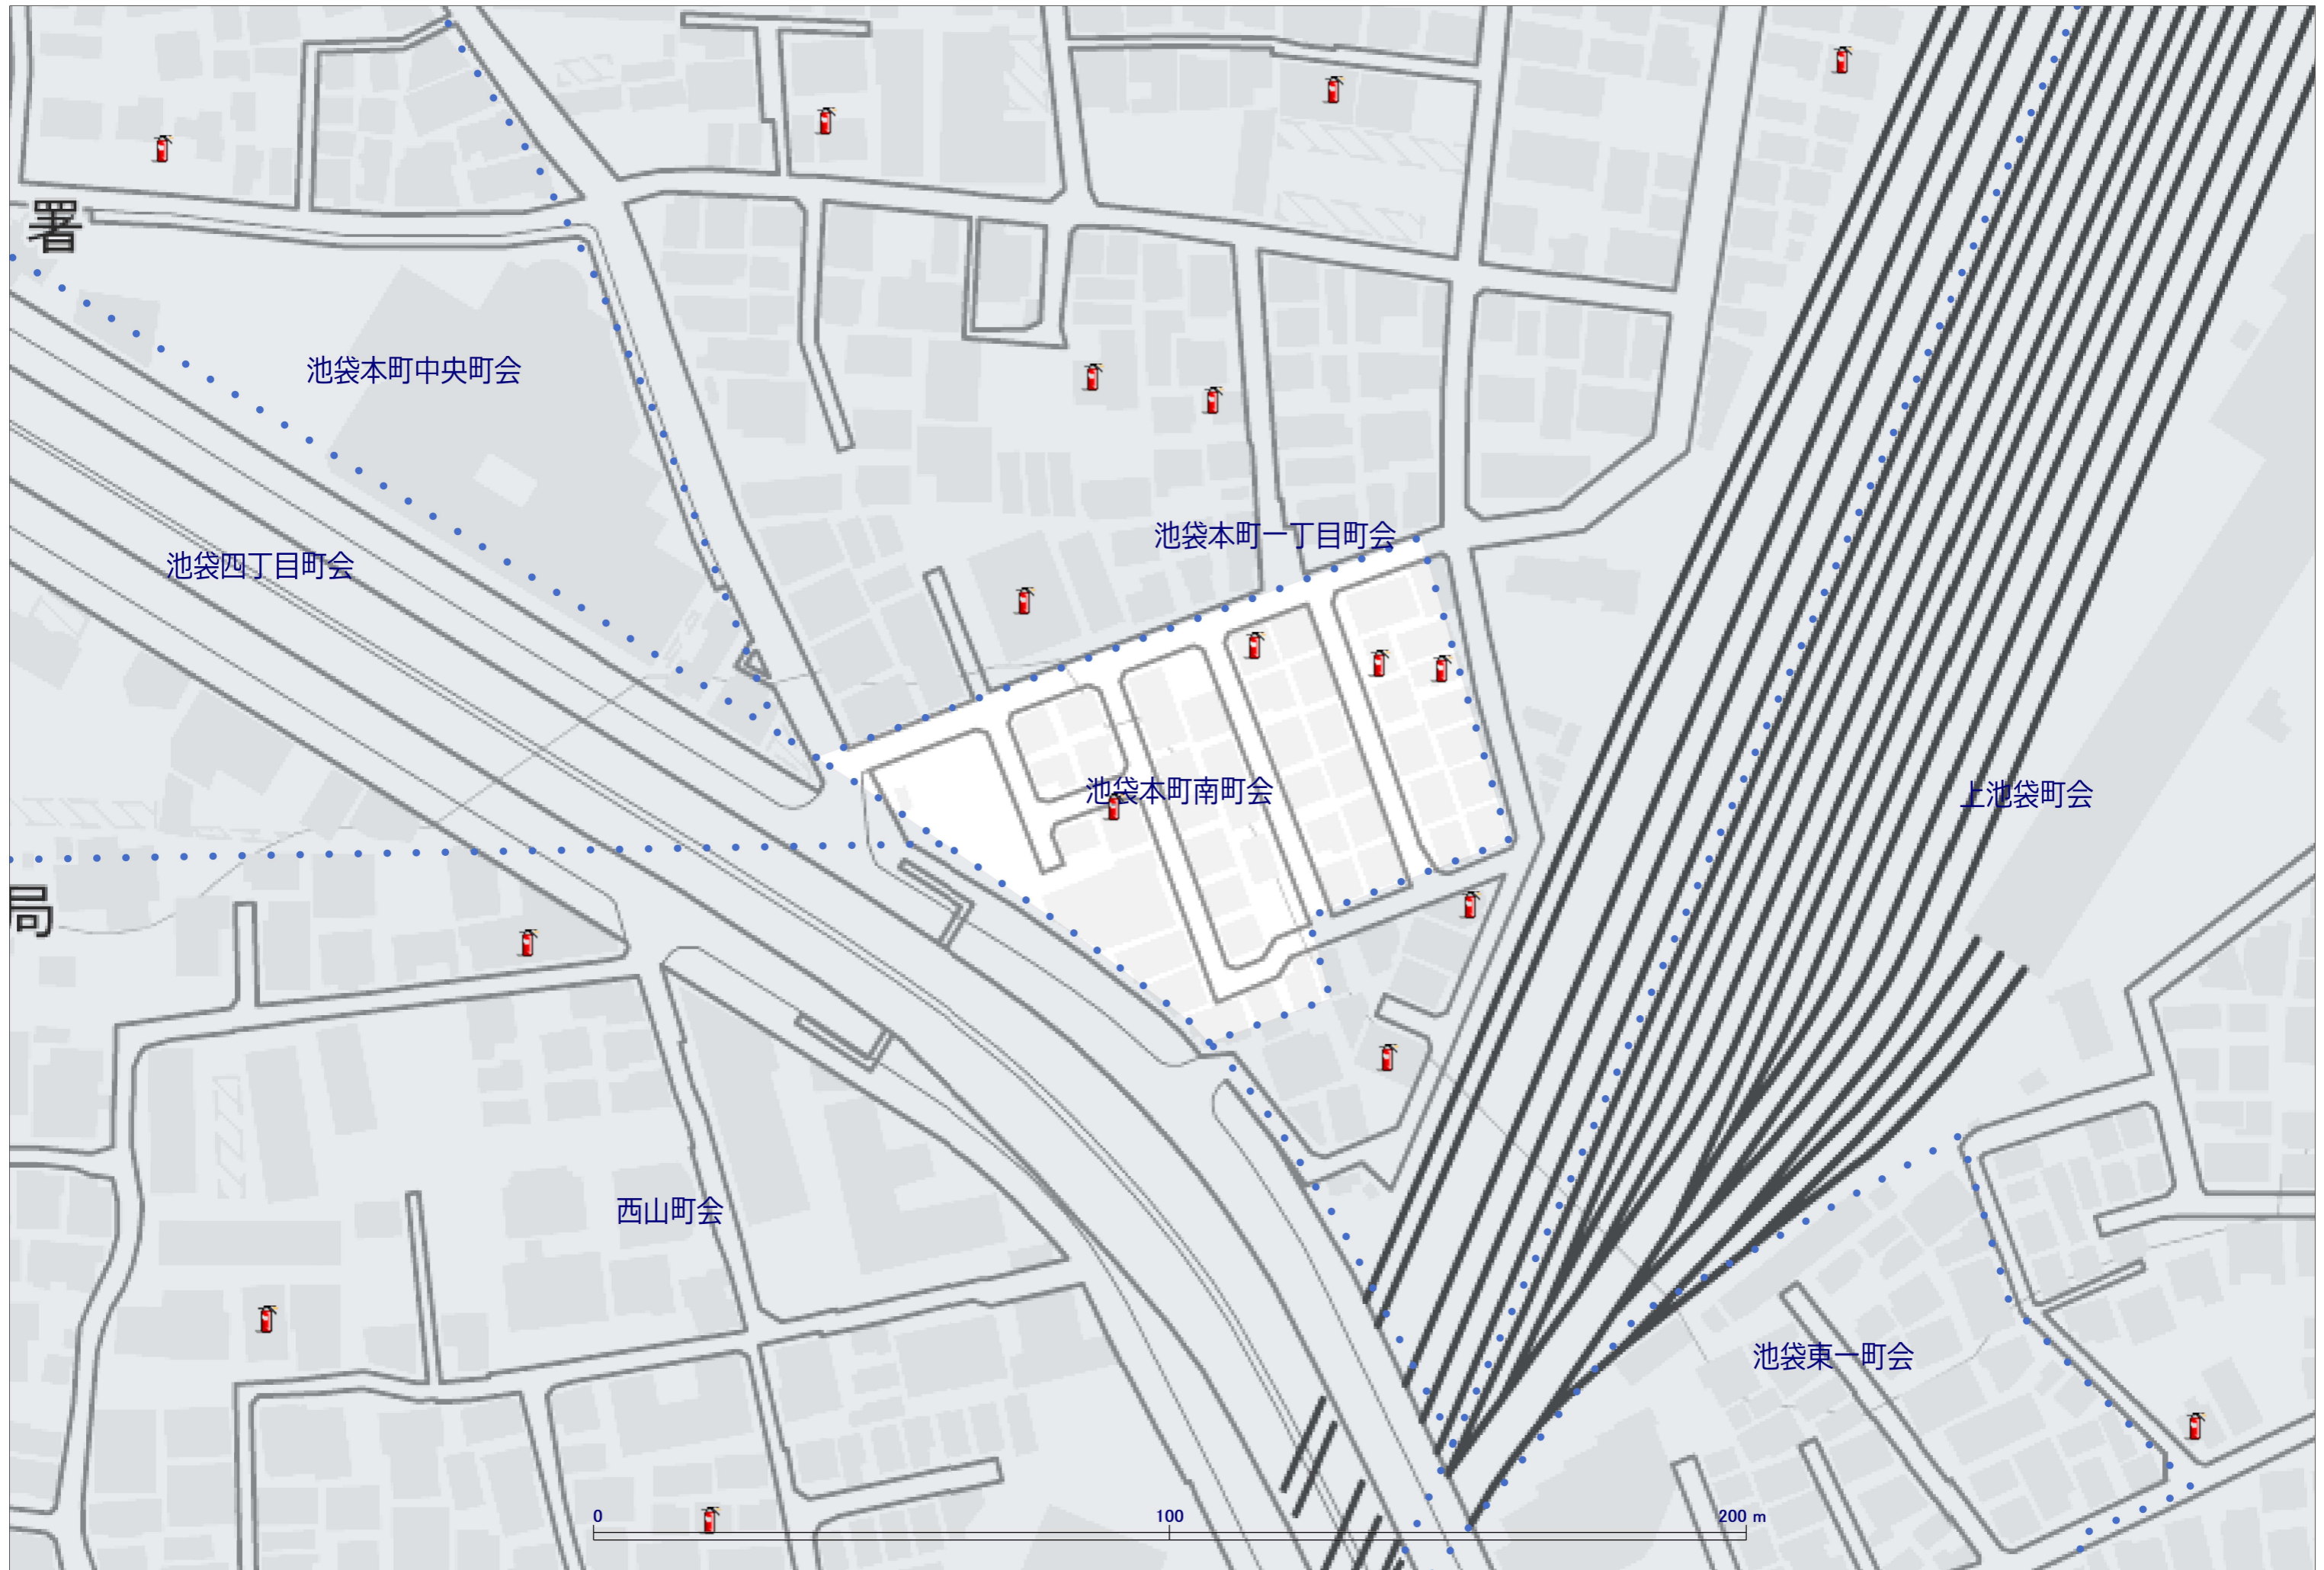 署
池袋本町中央町会
池袋本町一丁目町会
池袋四丁目町会
池袋本町南町会
上池袋町会
局
西山町会
池袋東一町会
0 100 200 m